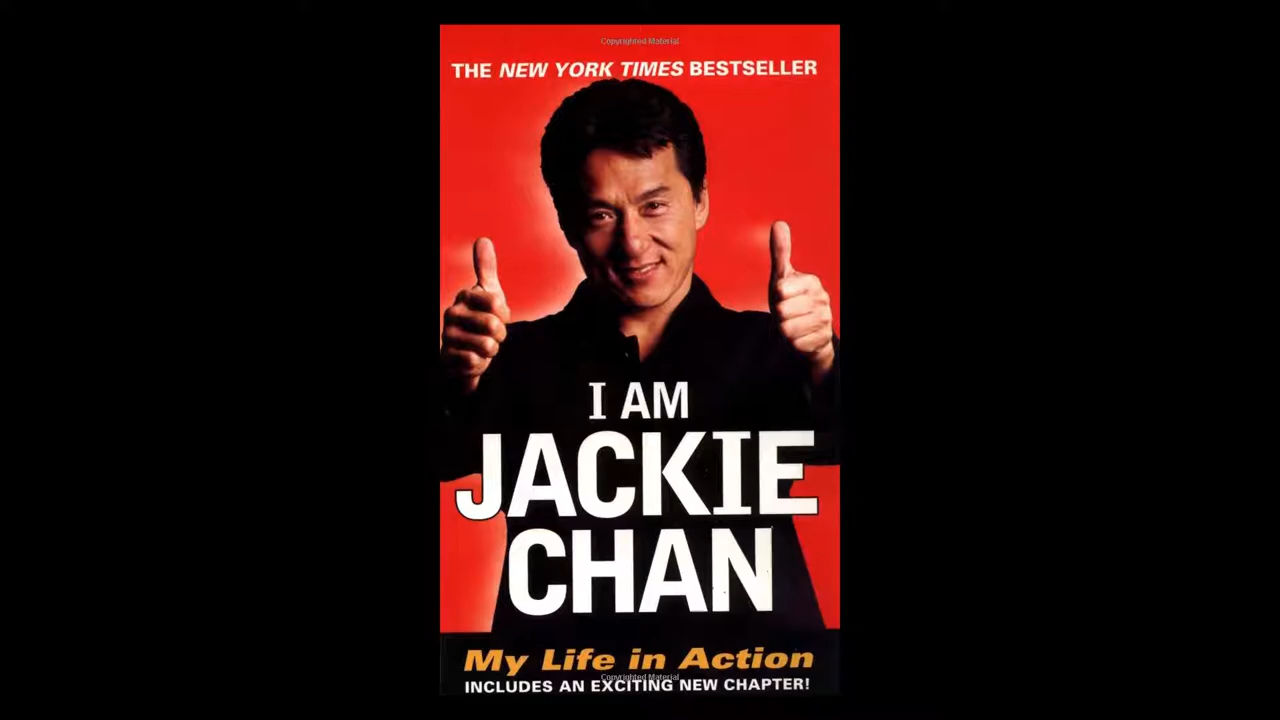 Copyrighted Material
THE NEW YORK TIMES BESTSELLER
I AM
JACKIE
CHAN
My Life in Action
Copyrighted Material
INCLUDES AN EXCITING NEW CHAPTER!